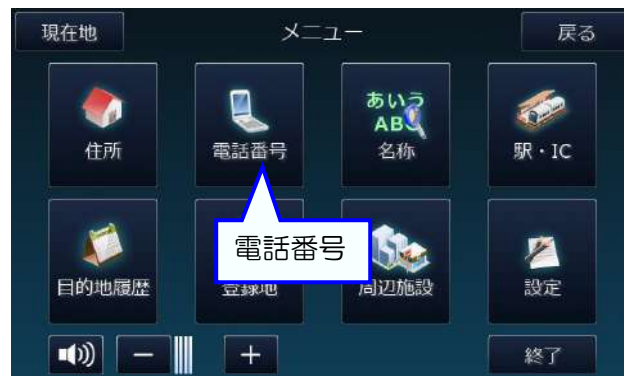 現在地
メニュー
戻る
住所
電話番号
あいう
ABC
名称
駅・IC
電話番号
目的地履歴
登録地
周辺施設
設定
終了